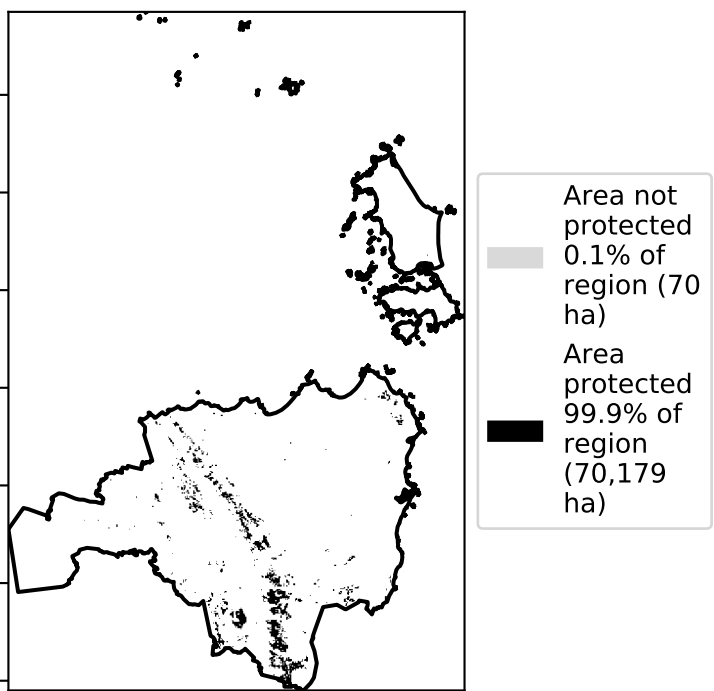 Area not
protected
0.1% of
region (70
ha)
Area
protected
99.9% of
region
(70,179
ha)